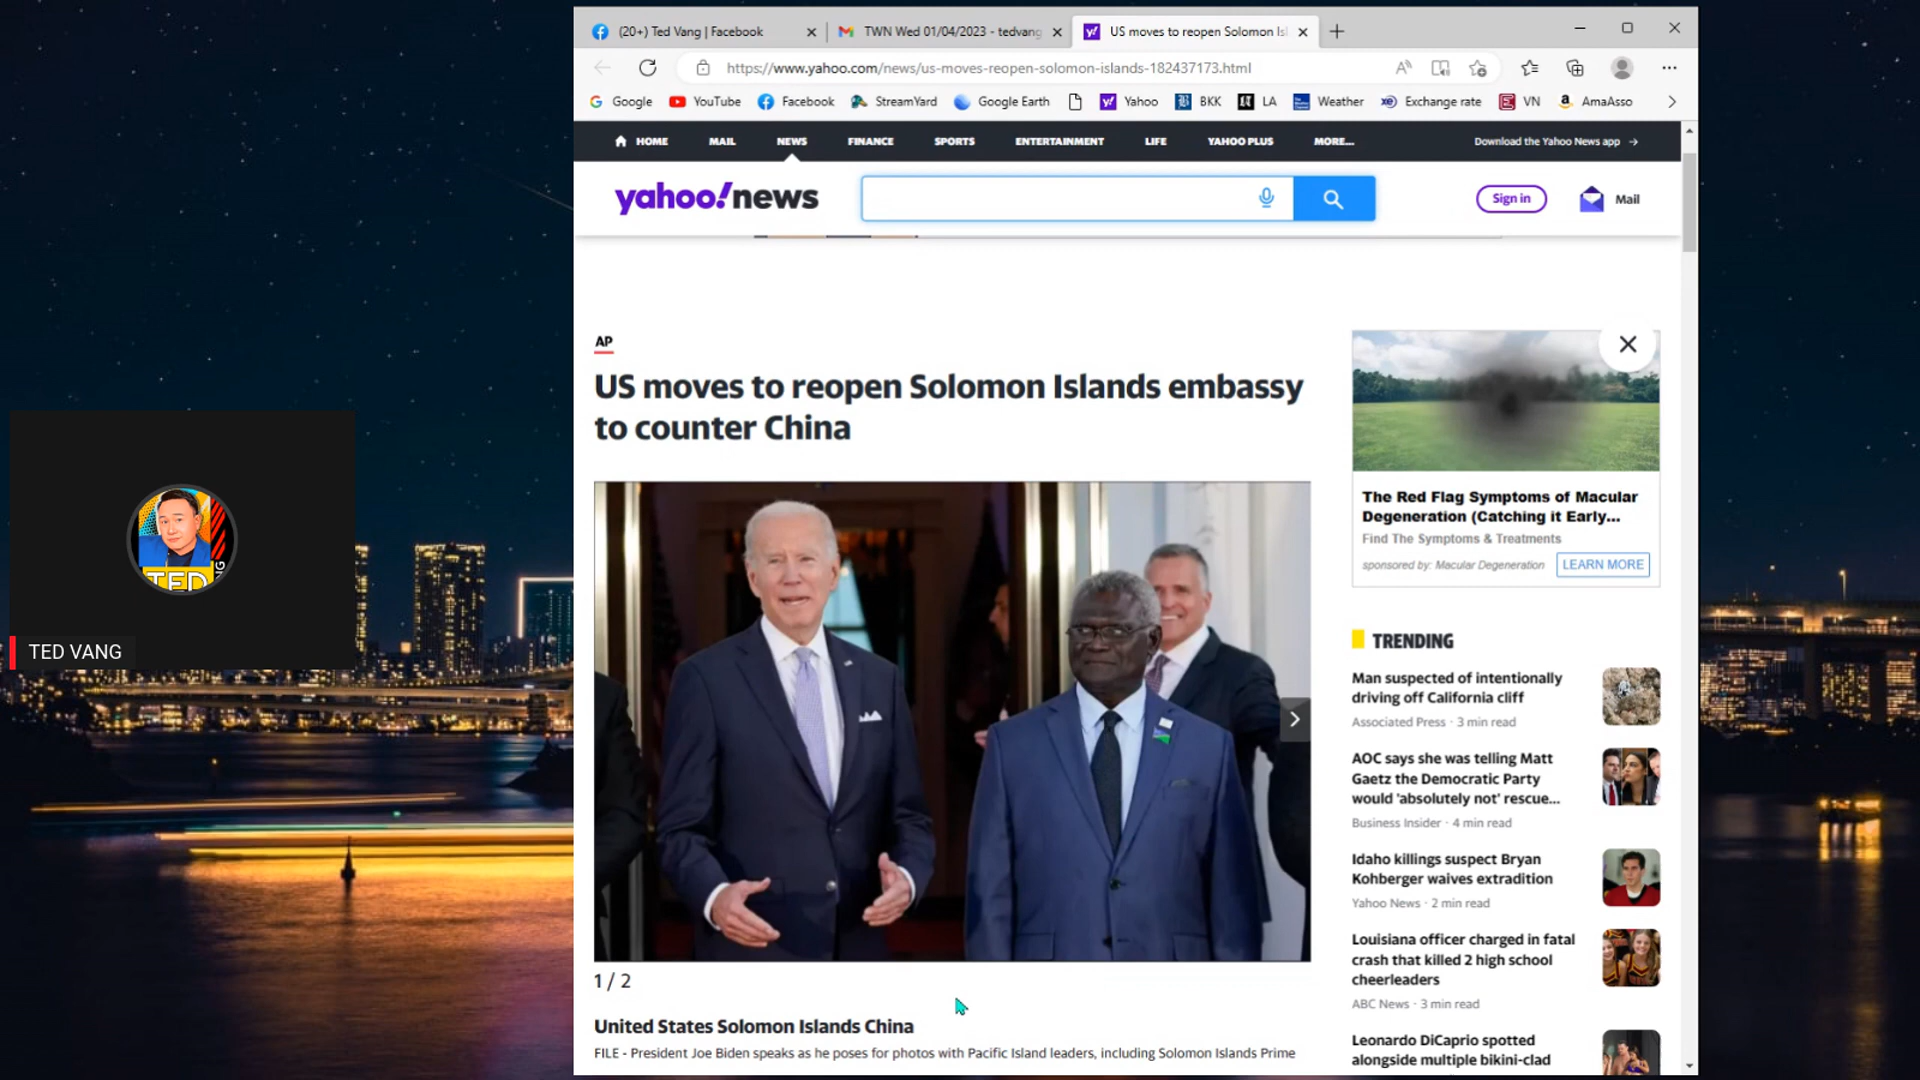 (20+) Ted Vang | Facebook
TWN Wed 01/04/2023 - tedvang
US moves to reopen Solomon Is
https://www.yahoo.com/news/us-moves-reopen-solomon-islands-182437173.html
Google
YouTube
Facebook
StreamYard
Google Earth
Yahoo
BKK
LA
Weather
Exchange rate
VN
AmaAsso
HOME
MAIL
NEWS
FINANCE
SPORTS
ENTERTAINMENT
LIFE
YAHOO PLUS
MORE...
Download the Yahoo News app →
yahoo!news
Sign in
Mail
AP
US moves to reopen Solomon Islands embassy
to counter China
1 / 2
United States Solomon Islands China
FILE - President Joe Biden speaks as he poses for photos with Pacific Island leaders, including Solomon Islands Prime
The Red Flag Symptoms of Macular
Degeneration (Catching it Early...
Find The Symptoms & Treatments
sponsored by: Macular Degeneration
LEARN MORE
TRENDING
Man suspected of intentionally
driving off California cliff
Associated Press · 3 min read
AOC says she was telling Matt
Gaetz the Democratic Party
would 'absolutely not' rescue...
Business Insider · 4 min read
Idaho killings suspect Bryan
Kohberger waives extradition
Yahoo News · 2 min read
Louisiana officer charged in fatal
crash that killed 2 high school
cheerleaders
ABC News · 3 min read
Leonardo DiCaprio spotted
alongside multiple bikini-clad
TED
TED VANG